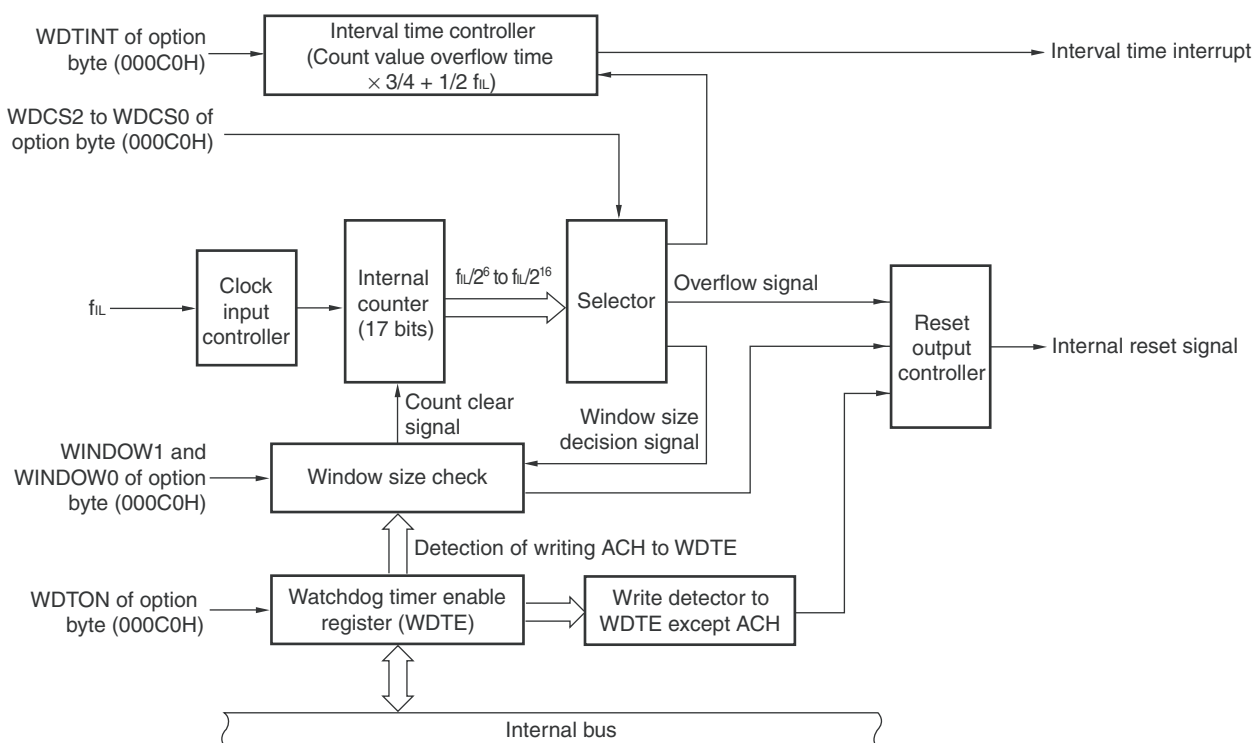 WDTINT of option
byte (000C0H)
Interval time controller
(Count value overflow time
× 3/4 + 1/2 fIL)
Interval time interrupt
WDCS2 to WDCS0 of
option byte (000C0H)
fIL
Clock
input
controller
Internal
counter
(17 bits)
fIL/2⁶ to fIL/2¹⁶
Selector
Overflow signal
Reset
output
controller
Internal reset signal
Count clear
signal
Window size
decision signal
WINDOW1 and
WINDOW0 of option
byte (000C0H)
Window size check
Detection of writing ACH to WDTE
WDTON of option
byte (000C0H)
Watchdog timer enable
register (WDTE)
Write detector to
WDTE except ACH
Internal bus